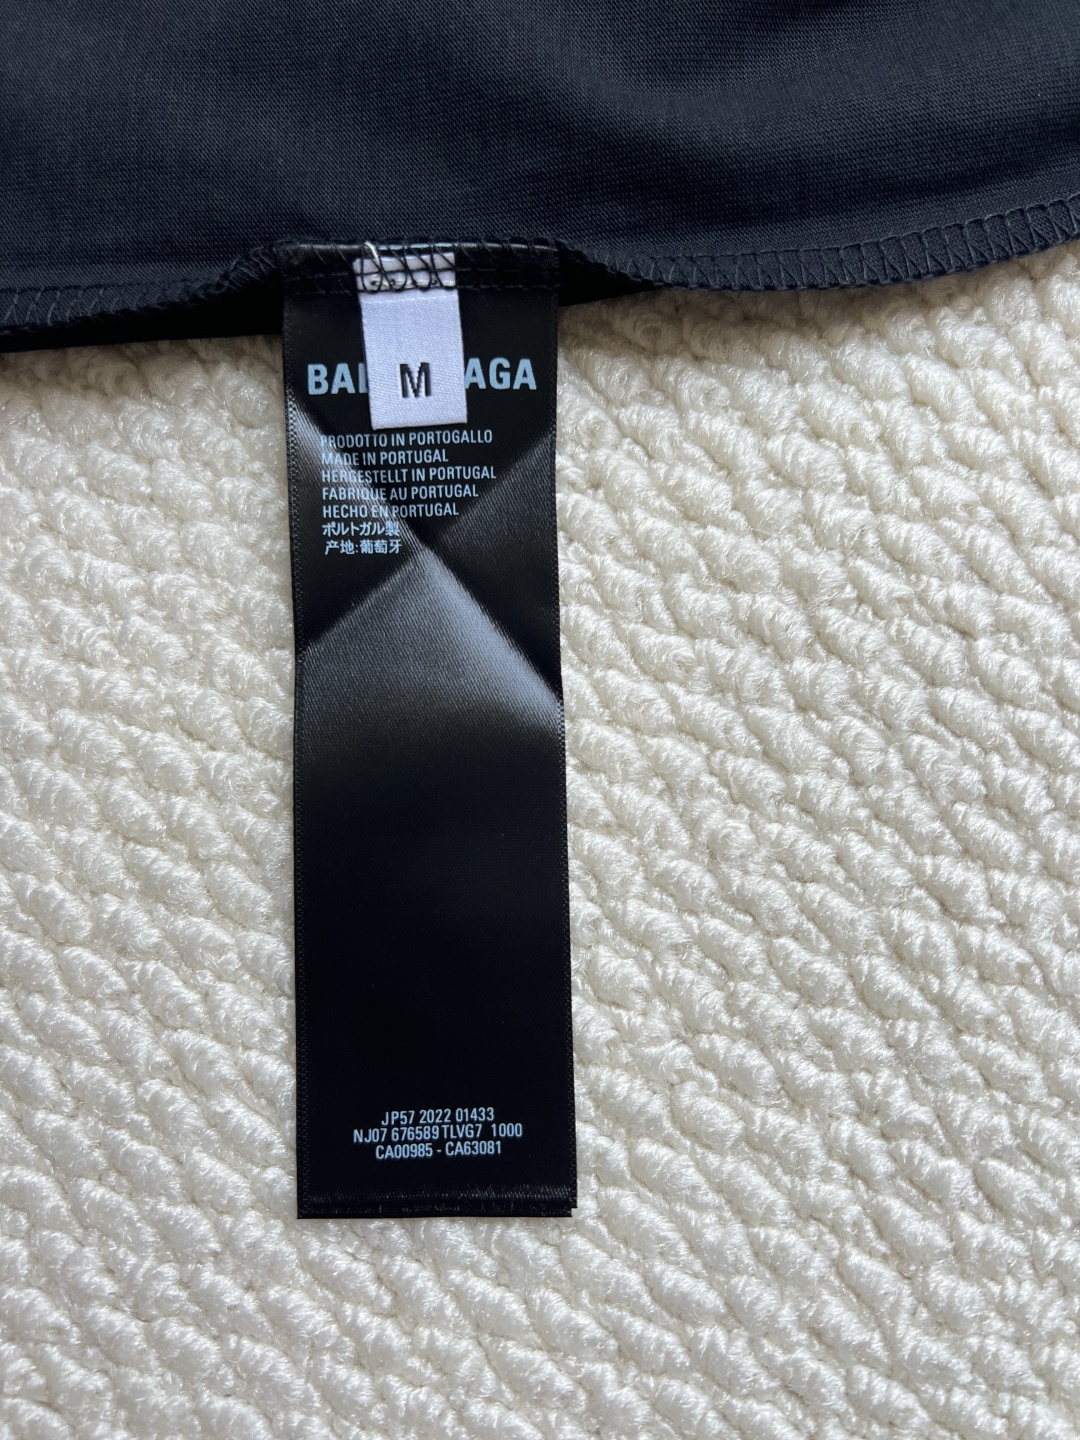 BAL AGA
M
PRODOTTO IN PORTOGALLO
MADE IN PORTUGAL
HERGESTELLT IN PORTUGAL
FABRIQUE AU PORTUGAL
HECHO EN PORTUGAL
ポルトガル製
产地:葡萄牙
JP57 2022 01433
NJ07 676589 TLVG7 1000
CA00985 - CA63081